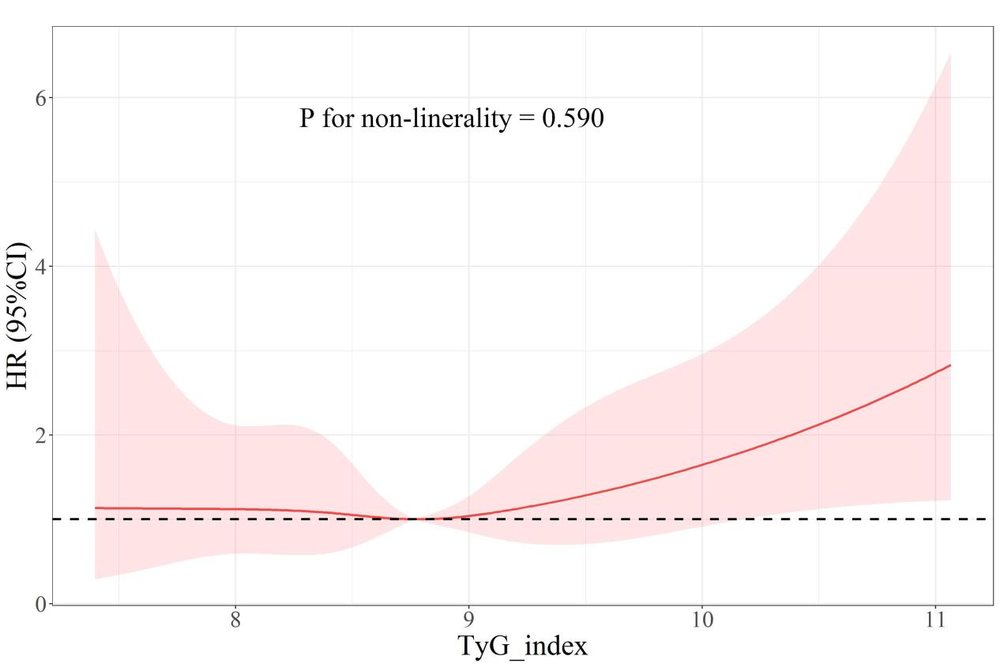 P for non-linerality = 0.590
HR (95%CI)
6
4
2
0
8 9 10 11
TyG_index